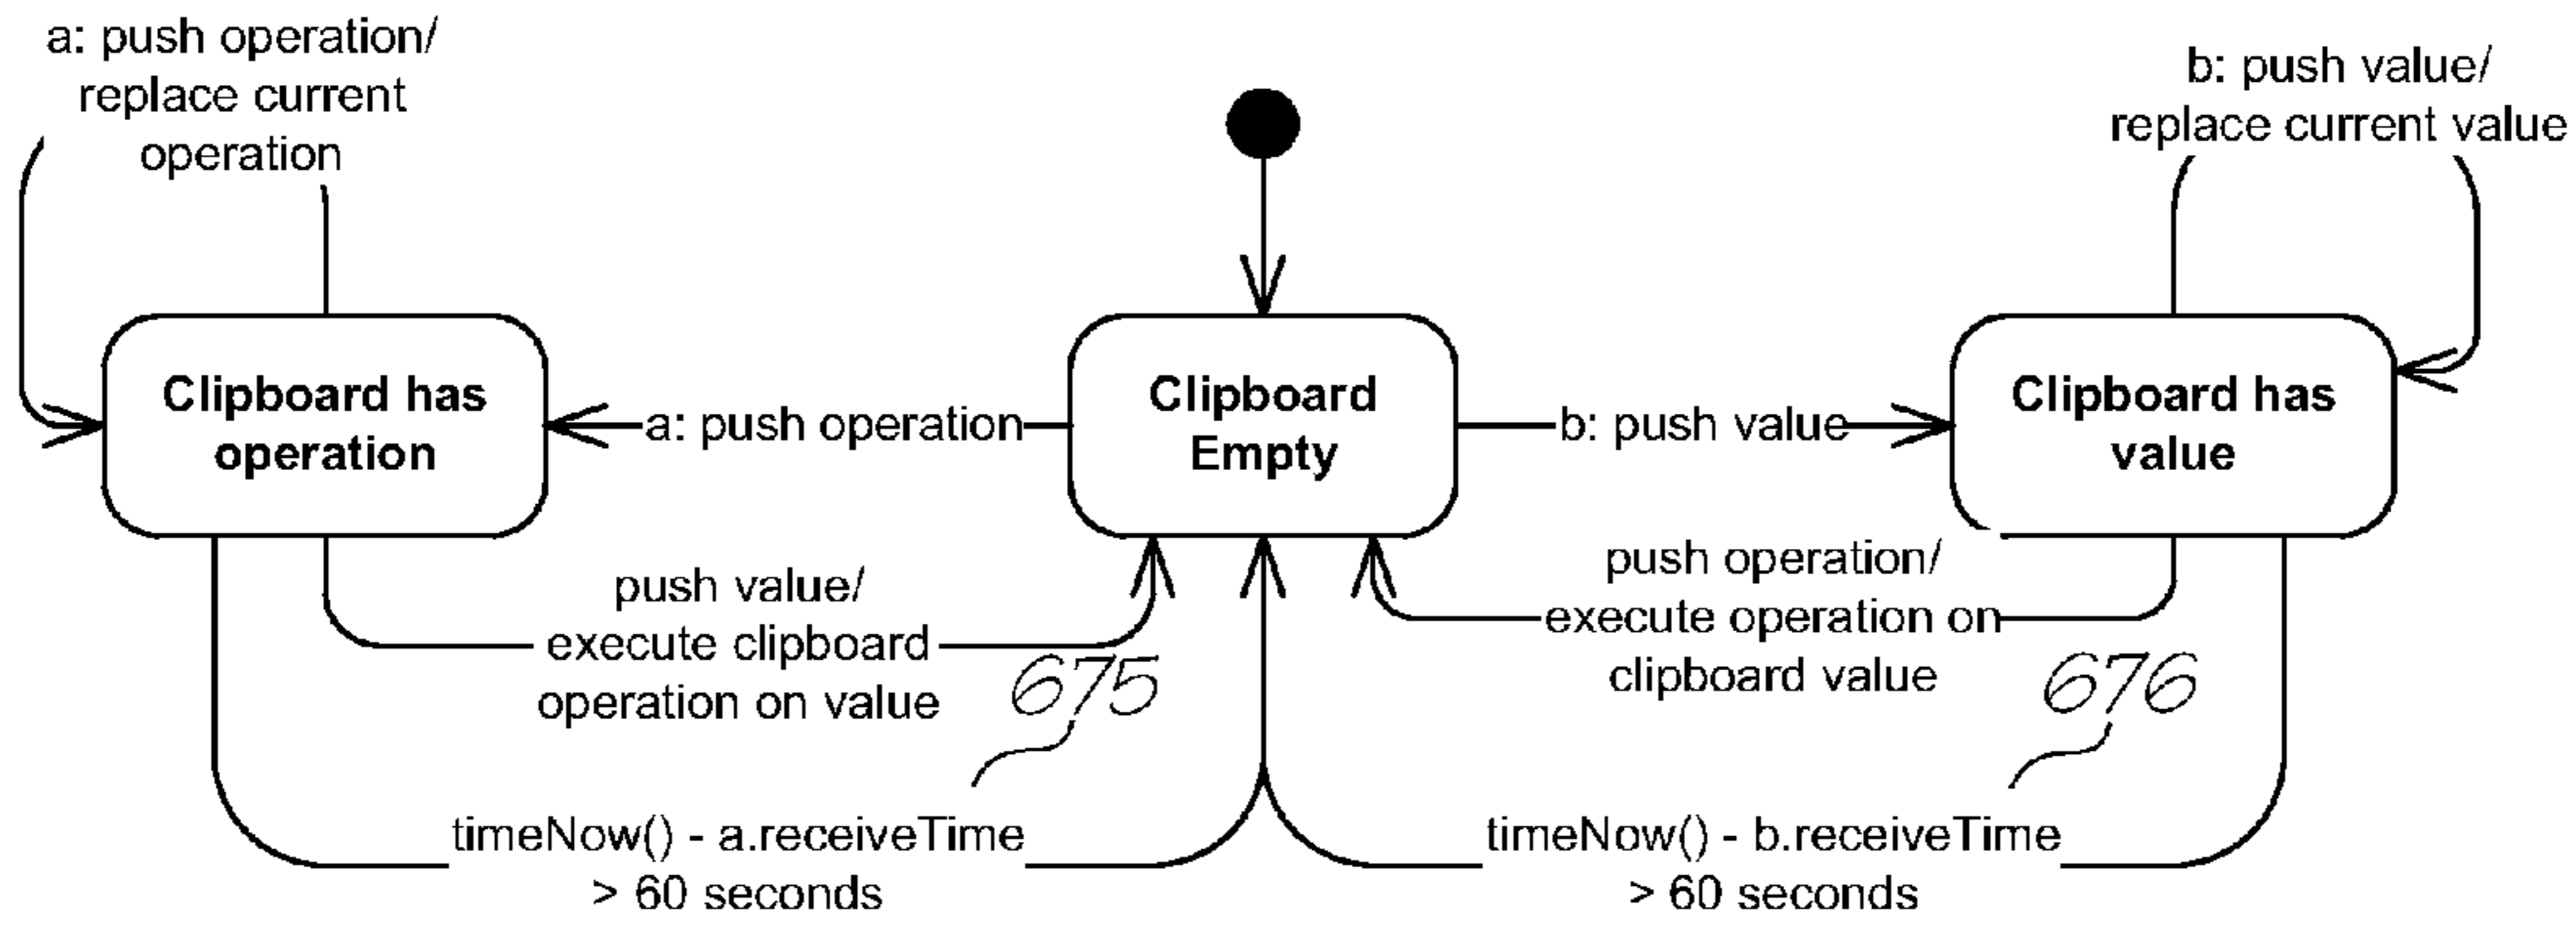 a: push operation/
replace current
operation
b: push value/
replace current value
Clipboard has
operation
a: push operation
Clipboard
Empty
b: push value
Clipboard has
value
push value/
execute clipboard
operation on value
675
push operation/
execute operation on
clipboard value
676
timeNow() - a.receiveTime
> 60 seconds
timeNow() - b.receiveTime
> 60 seconds